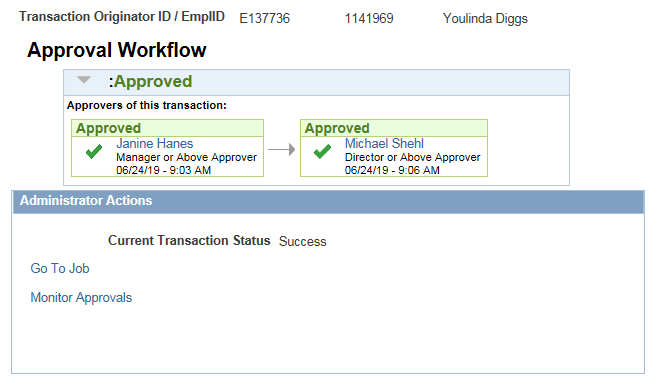 Transaction Originator ID / EmplID E137736 1141969 Youlinda Diggs
Approval Workflow
:Approved
Approvers of this transaction:
Approved
Janine Hanes
Manager or Above Approver
06/24/19 - 9:03 AM
Approved
Michael Shehl
Director or Above Approver
06/24/19 - 9:06 AM
Administrator Actions
Current Transaction Status Success
Go To Job
Monitor Approvals